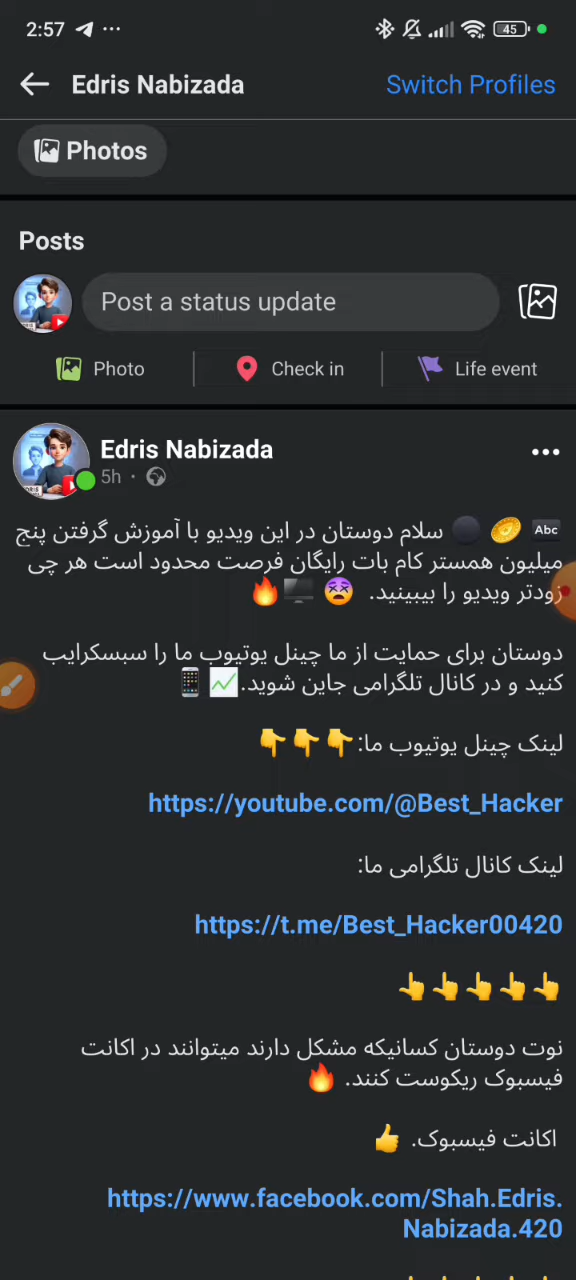 2:57
45
Edris Nabizada
Switch Profiles
Photos
Posts
Post a status update
Photo
Check in
Life event
Edris Nabizada
5h
Abc سلام دوستان در این ویدیو با آموزش گرفتن پنج
میلیون همستر کام بات رایگان فرصت محدود است هر چی
زودتر ویدیو را بیبینید.
دوستان برای حمایت از ما چینل یوتیوب ما را سبسکرایب
کنید و در کانال تلگرامی جاین شوید.
لینک چینل یوتیوب ما:
https://youtube.com/@Best_Hacker
لینک کانال تلگرامی ما:
https://t.me/Best_Hacker00420
نوت دوستان کسانیکه مشکل دارند میتوانند در اکانت
فیسبوک ریکوست کنند.
اکانت فیسبوک.
https://www.facebook.com/Shah.Edris.
Nabizada.420